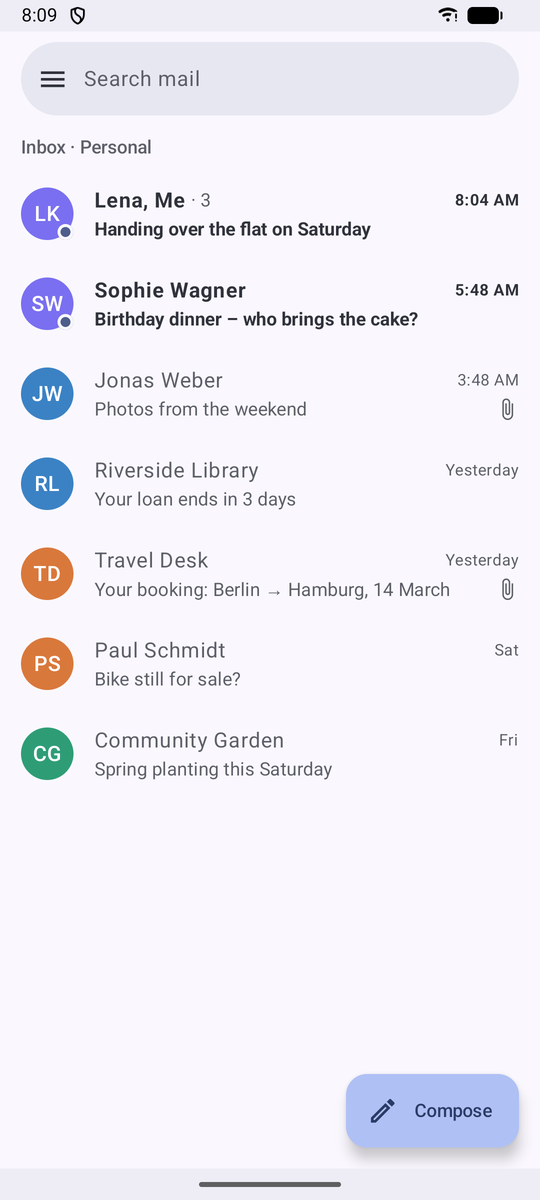 8:09
Search mail
Inbox · Personal
LK
Lena, Me · 3
8:04 AM
Handing over the flat on Saturday
SW
Sophie Wagner
5:48 AM
Birthday dinner – who brings the cake?
JW
Jonas Weber
3:48 AM
Photos from the weekend
RL
Riverside Library
Yesterday
Your loan ends in 3 days
TD
Travel Desk
Yesterday
Your booking: Berlin → Hamburg, 14 March
PS
Paul Schmidt
Sat
Bike still for sale?
CG
Community Garden
Fri
Spring planting this Saturday
Compose